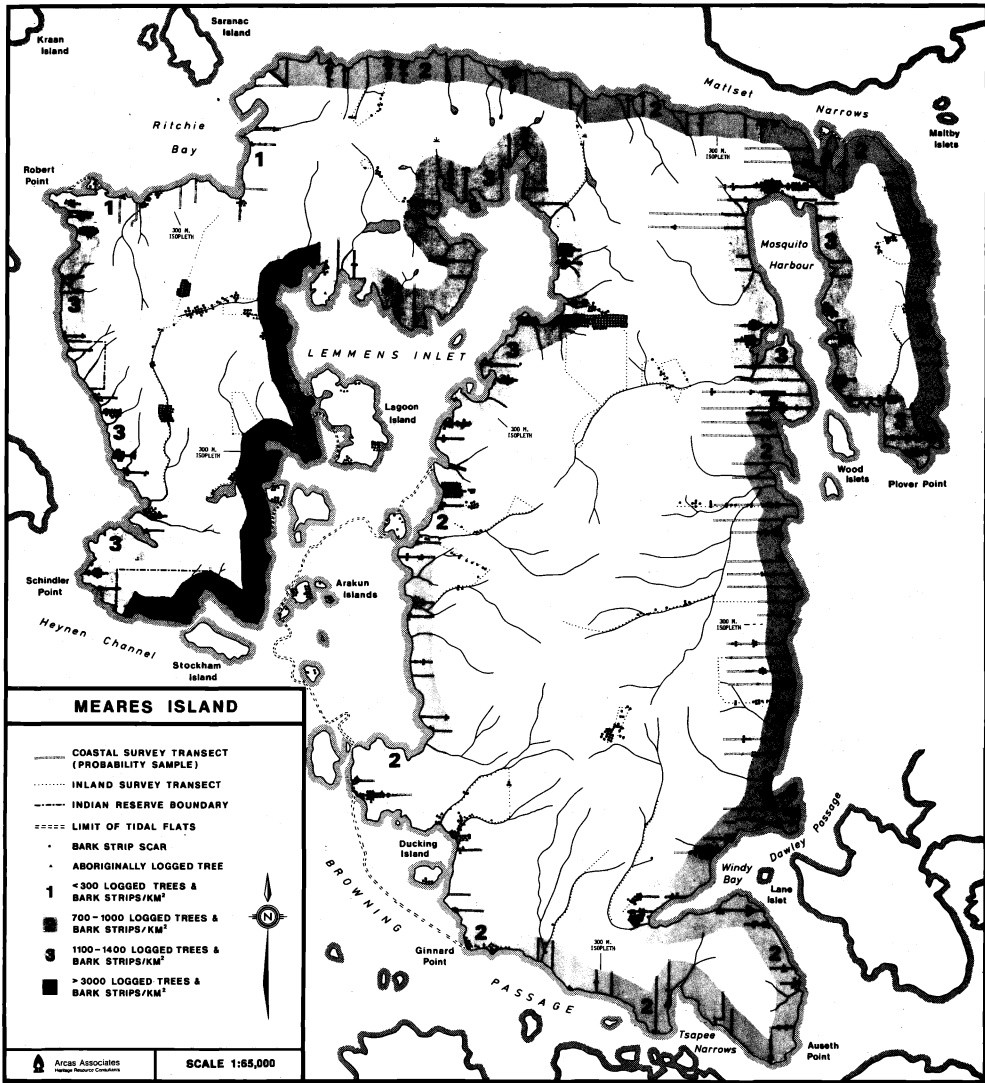 Kraan
Island
Saranac
Island
Ritchie
Bay
Matlset
Narrows
Maltby
Islets
Robert
Point
1
1
2
2
2
300 M.
ISOPLETH
300 M.
ISOPLETH
3
3
3
Mosquito
Harbour
LEMMENS INLET
3
3
3
Lagoon
Island
300 M.
ISOPLETH
300 M.
ISOPLETH
Wood
Islets
Plover Point
3
2
Schindler
Point
Arakun
Islands
Heynen Channel
Stockham
Island
300 M.
ISOPLETH
2
Ducking
Island
BROWNING
PASSAGE
Ginnard
Point
2
300 M.
ISOPLETH
2
2
Windy
Bay
Dawley Passage
Lane
Islet
Tsapee
Narrows
Auseth
Point
MEARES ISLAND
COASTAL SURVEY TRANSECT
(PROBABILITY SAMPLE)
INLAND SURVEY TRANSECT
INDIAN RESERVE BOUNDARY
LIMIT OF TIDAL FLATS
BARK STRIP SCAR
ABORIGINALLY LOGGED TREE
1 <300 LOGGED TREES &
BARK STRIPS/KM²
700-1000 LOGGED TREES &
BARK STRIPS/KM²
3 1100-1400 LOGGED TREES &
BARK STRIPS/KM²
>3000 LOGGED TREES &
BARK STRIPS/KM²
N
Arcas Associates
Heritage Resource Consultants
SCALE 1:65,000